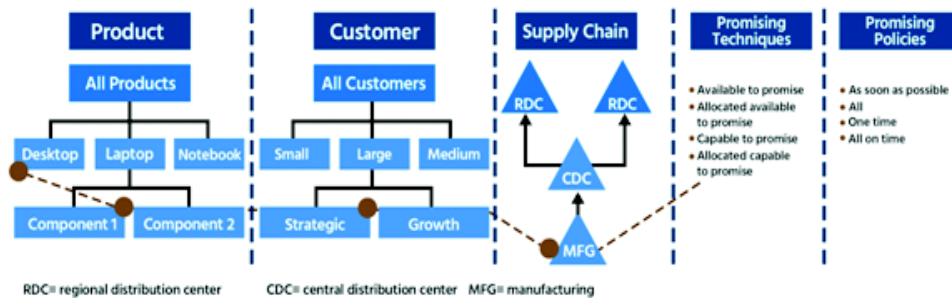 Product
All Products
Desktop
Laptop
Notebook
Component 1
Component 2
Customer
All Customers
Small
Large
Medium
Strategic
Growth
Supply Chain
RDC
RDC
CDC
MFG
Promising
Techniques
Available to promise
Allocated available
to promise
Capable to promise
Allocated capable
to promise
Promising
Policies
As soon as possible
All
One time
All on time
RDC= regional distribution center
CDC= central distribution center
MFG= manufacturing